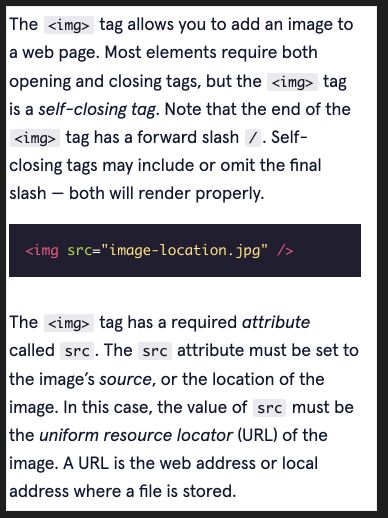 The <img> tag allows you to add an image to
a web page. Most elements require both
opening and closing tags, but the <img> tag
is a self-closing tag. Note that the end of the
<img> tag has a forward slash /. Self-
closing tags may include or omit the final
slash — both will render properly.
<img src="image-location.jpg" />
The <img> tag has a required attribute
called src. The src attribute must be set to
the image’s source, or the location of the
image. In this case, the value of src must be
the uniform resource locator (URL) of the
image. A URL is the web address or local
address where a file is stored.